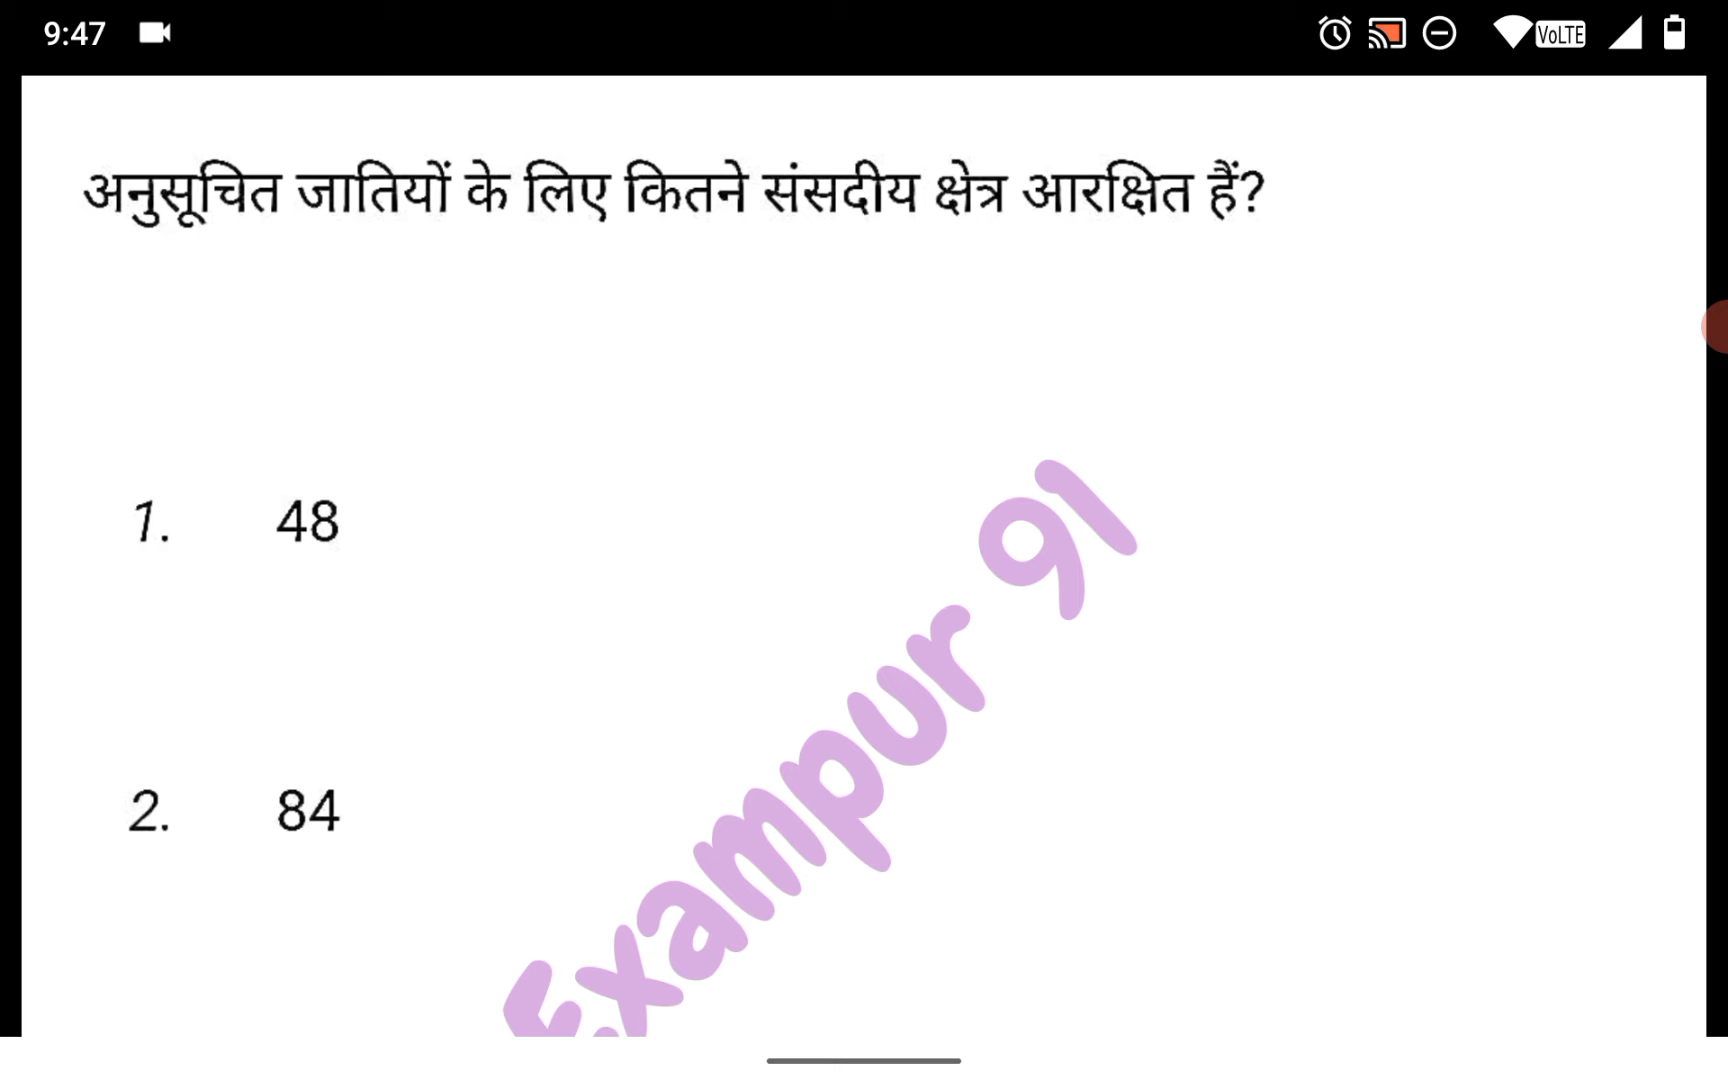 9:47 VoLTE
अनुसूचित जातियों के लिए कितने संसदीय क्षेत्र आरक्षित हैं?
1. 48
2. 84
Exampur 91